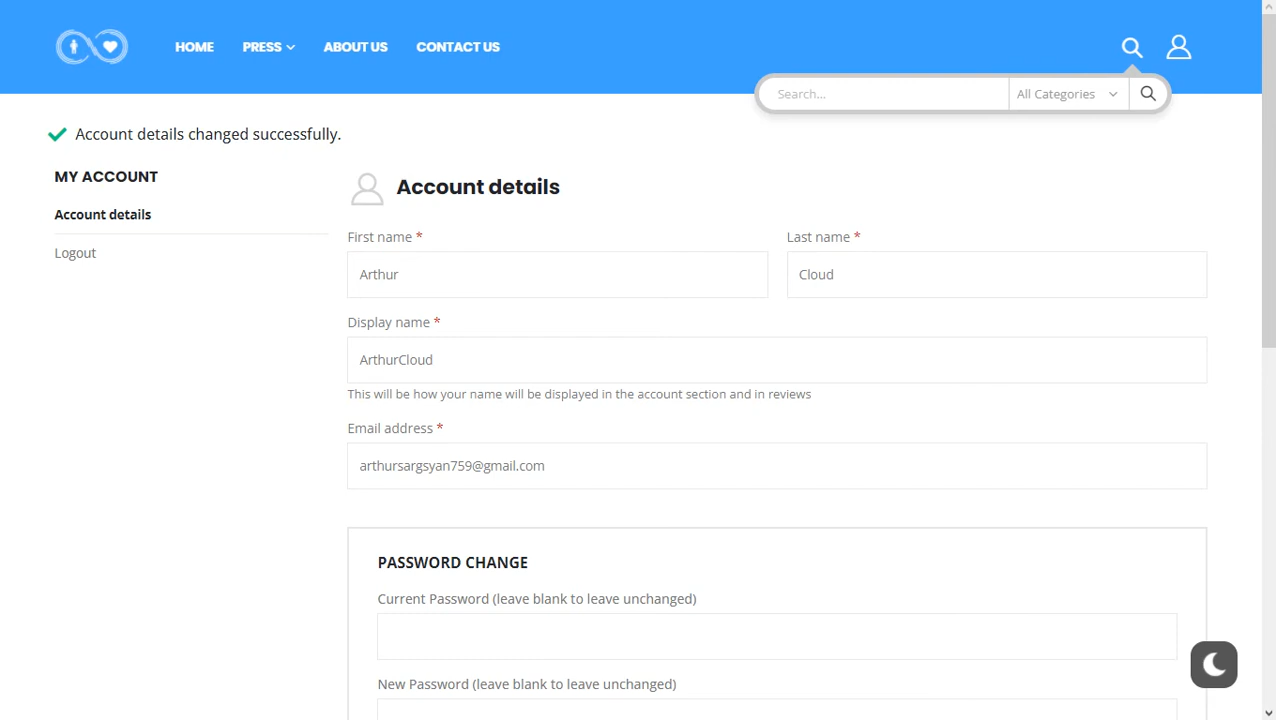 HOME PRESS ABOUT US CONTACT US
Search... All Categories
Account details changed successfully.
MY ACCOUNT
Account details
Logout
Account details
First name *
Last name *
Arthur
Cloud
Display name *
ArthurCloud
This will be how your name will be displayed in the account section and in reviews
Email address *
arthursargsyan759@gmail.com
PASSWORD CHANGE
Current Password (leave blank to leave unchanged)
New Password (leave blank to leave unchanged)